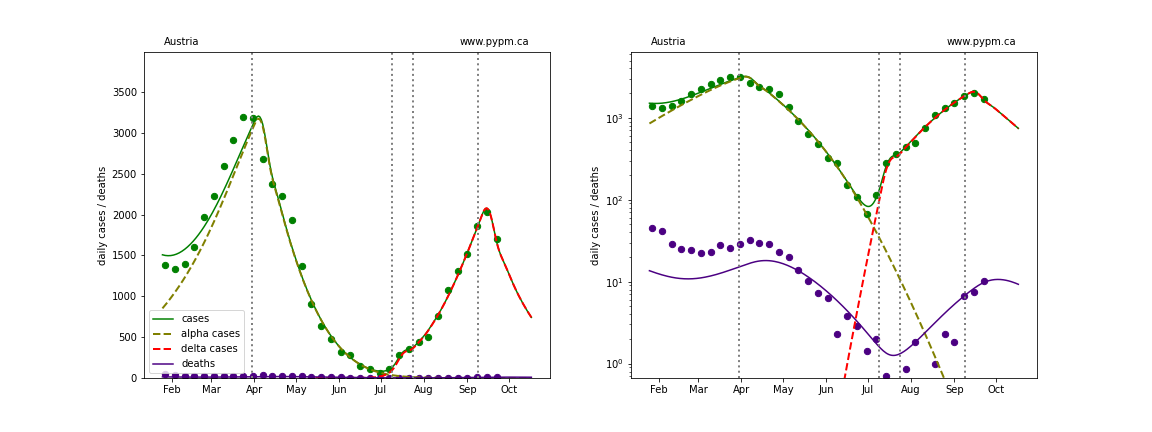 Austria
www.pypm.ca
daily cases / deaths
3500
3000
2500
2000
1500
1000
500
0
cases
alpha cases
delta cases
deaths
Feb Mar Apr May Jun Jul Aug Sep Oct
Austria
www.pypm.ca
daily cases / deaths
10³
10²
10¹
10⁰
Feb Mar Apr May Jun Jul Aug Sep Oct